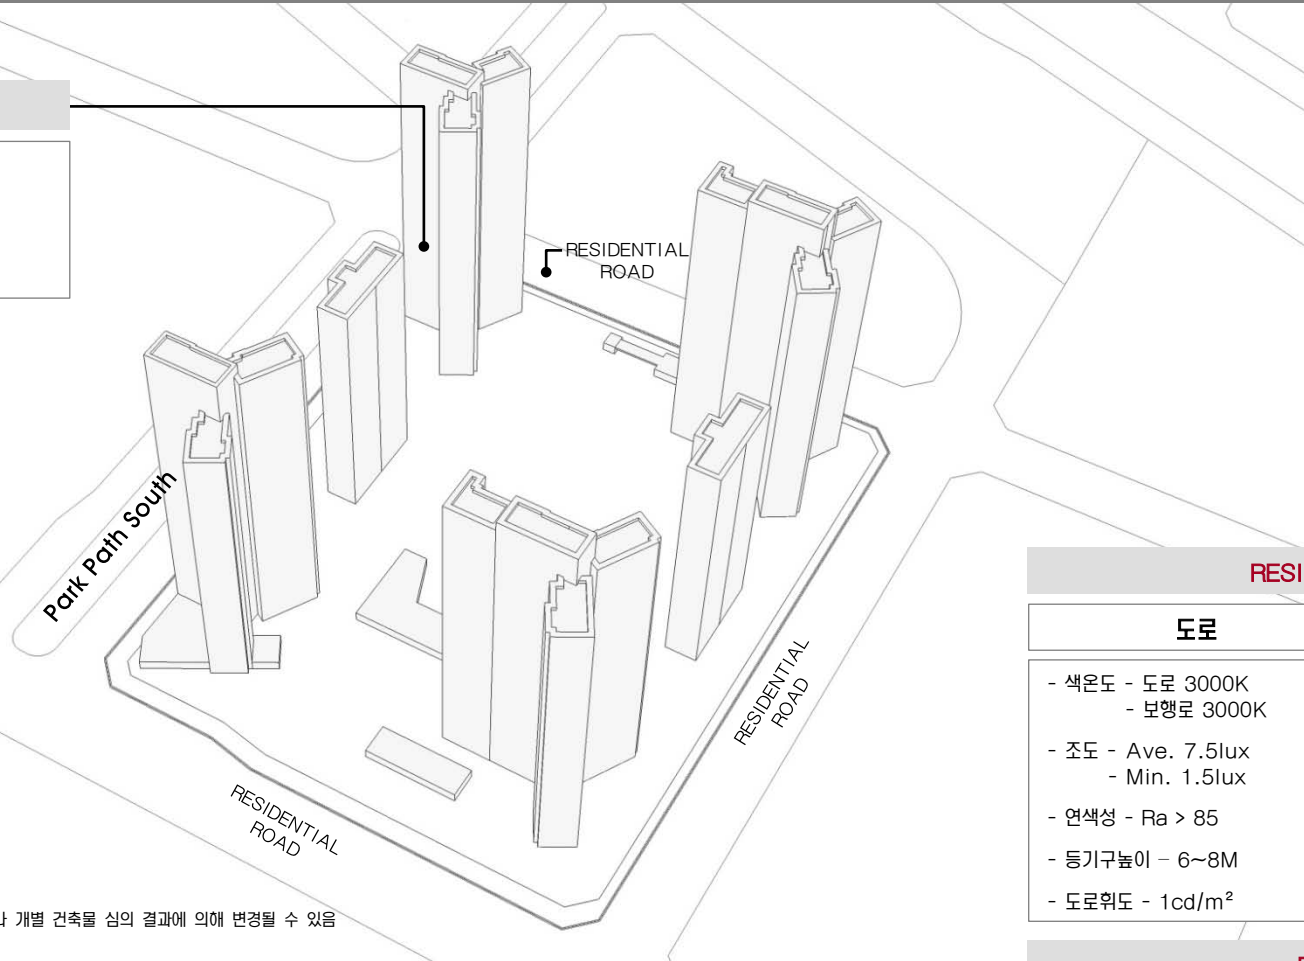 RESIDENTIAL
ROAD
Park Path South
RESI
도로
- 색온도 - 도로 3000K
- 보행로 3000K
- 조도 - Ave. 7.5lux
- Min. 1.5lux
- 연색성 - Ra > 85
- 등기구높이 - 6~8M
- 도로휘도 - 1cd/m²
RESIDENTIAL
ROAD
RESIDENTIAL
ROAD
개별 건축물 심의 결과에 의해 변경될 수 있음